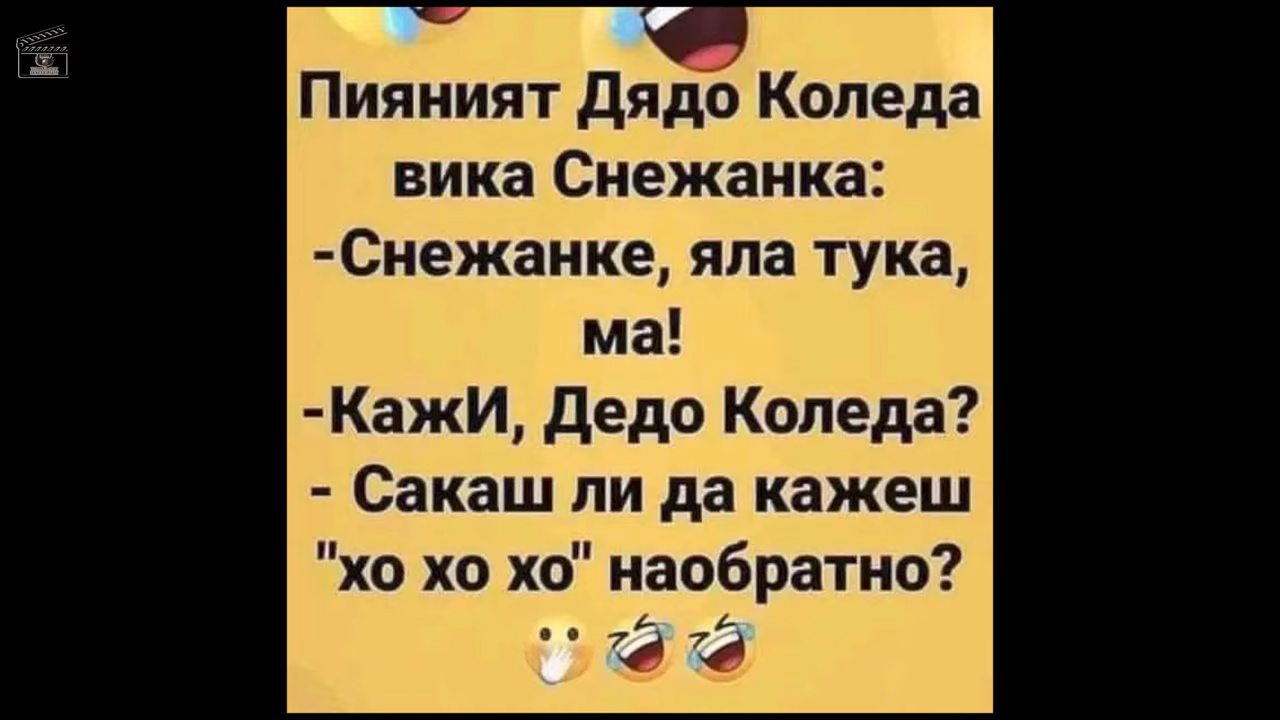 Пияният Дядо Коледа
вика Снежанка:
-Снежанке, яла тука,
ма!
-КажИ, Дедо Коледа?
- Сакаш ли да кажеш
"хо хо хо" наобратно?